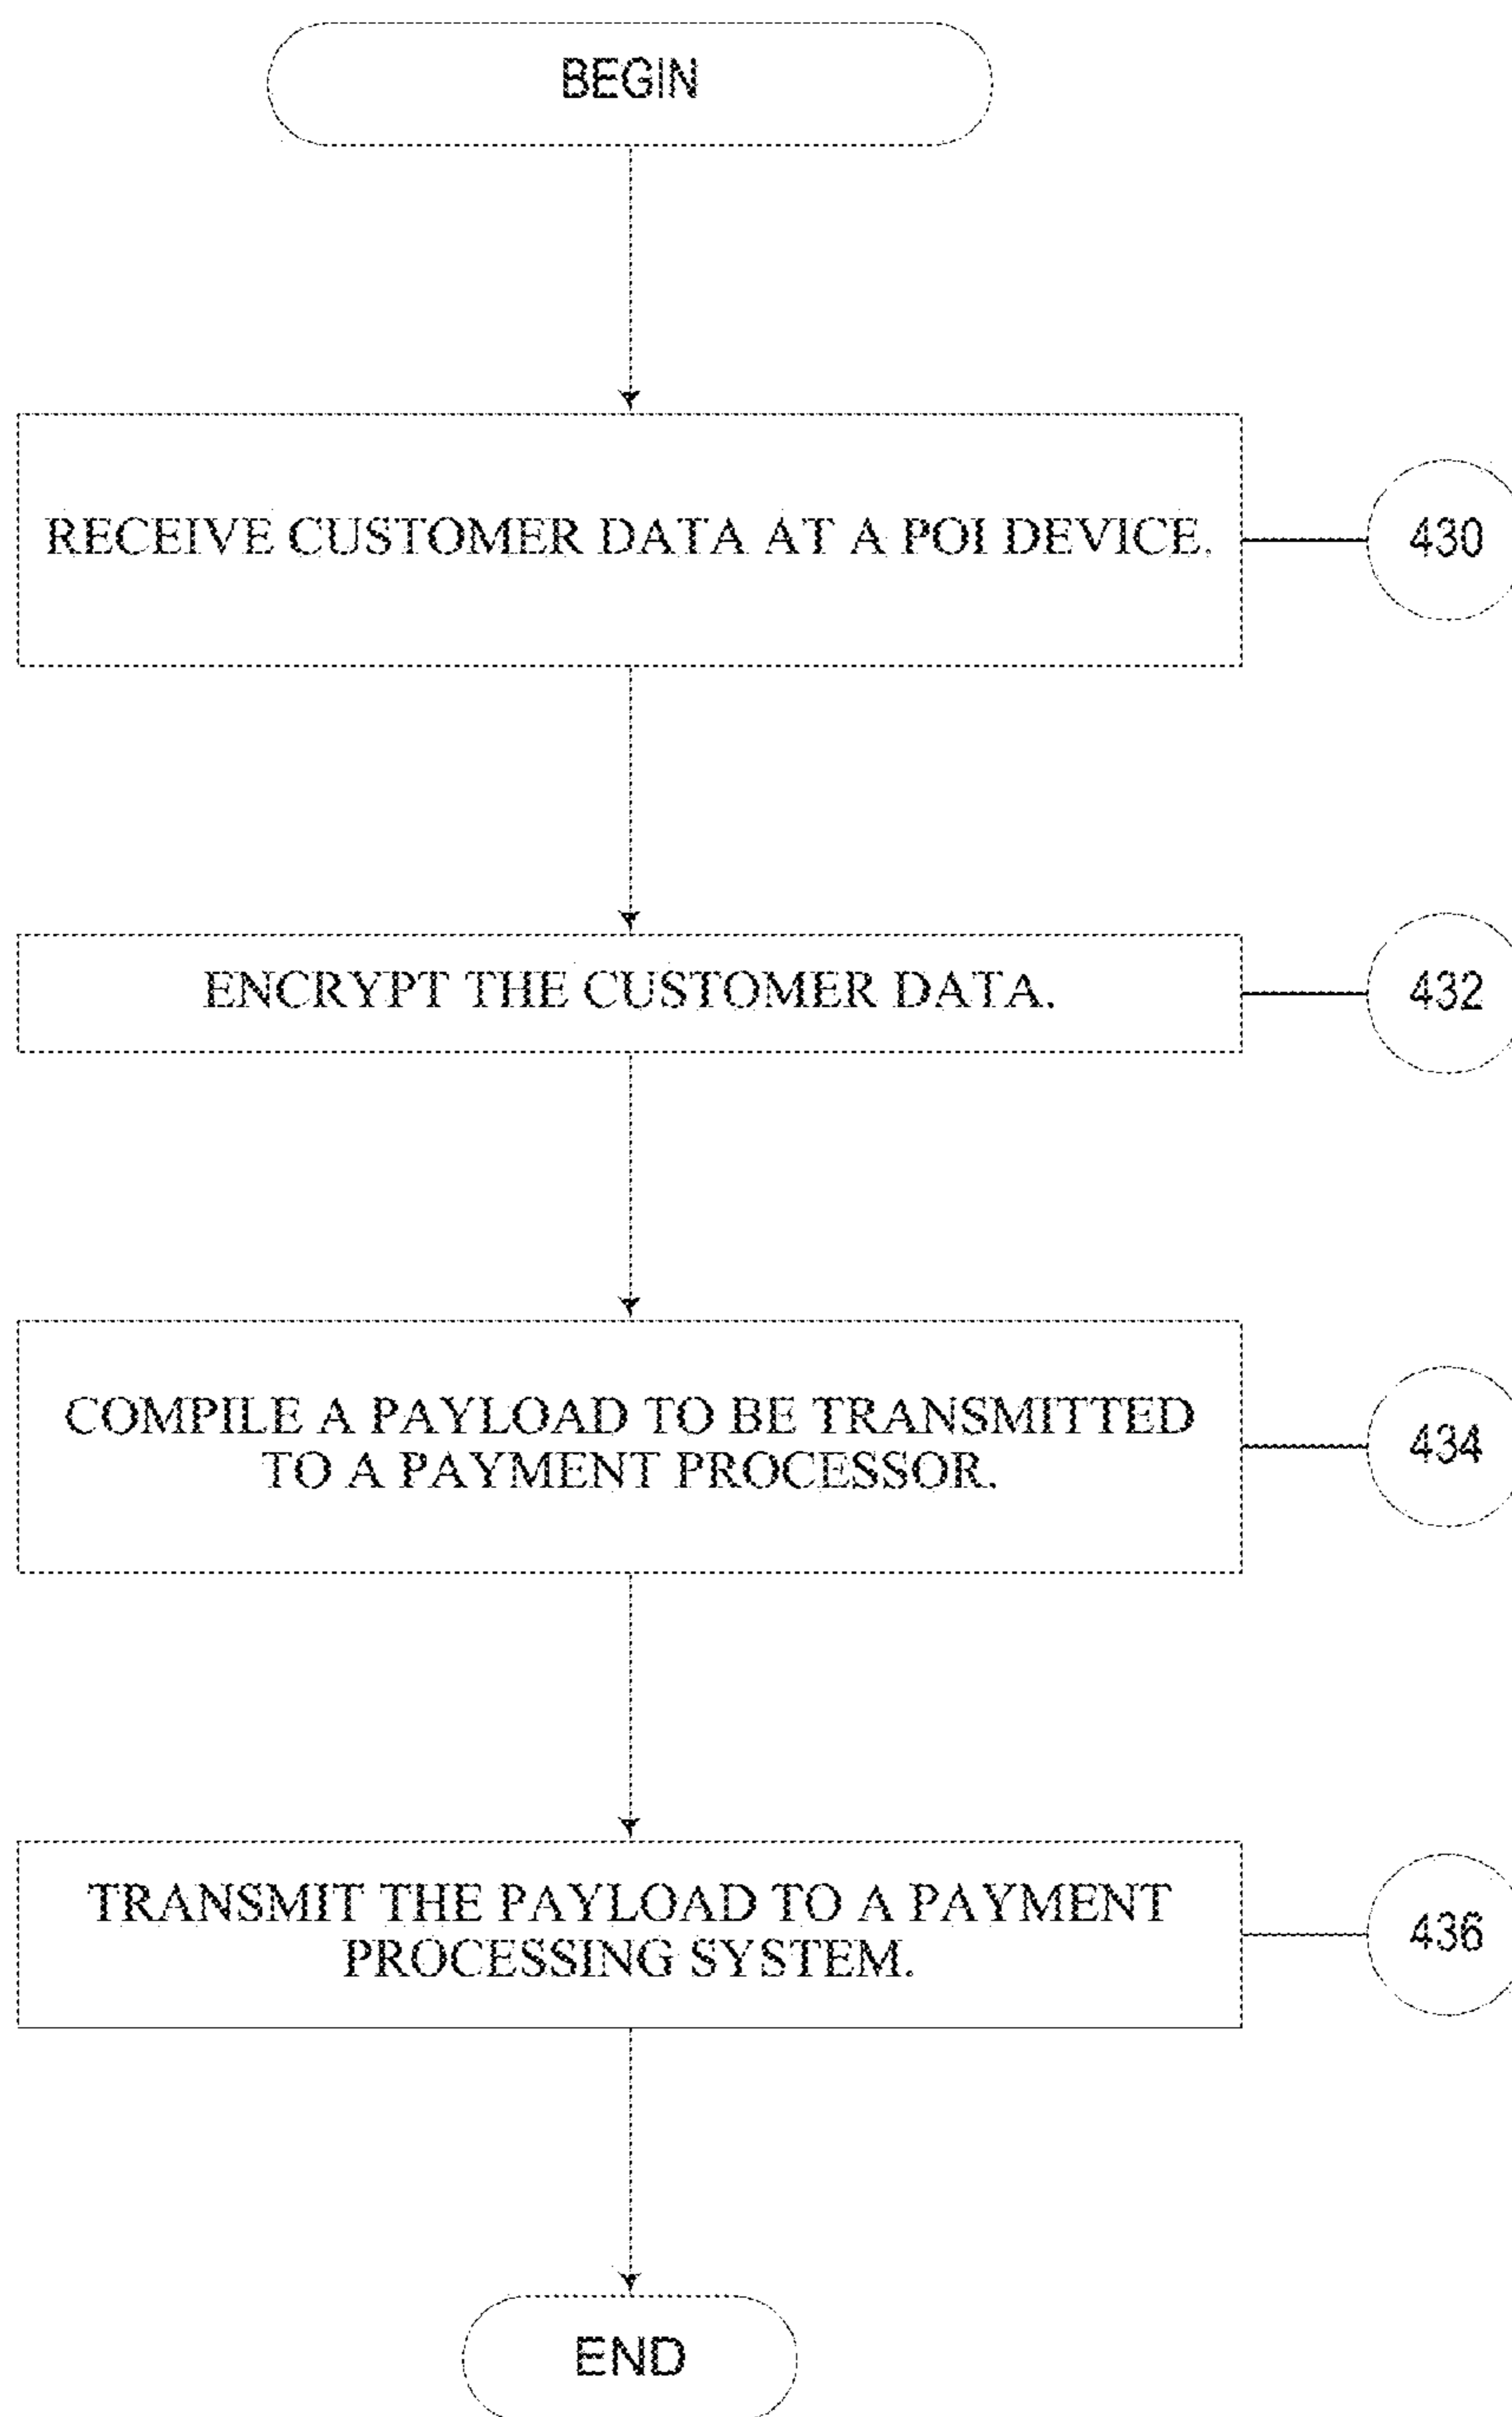 BEGIN
RECEIVE CUSTOMER DATA AT A POI DEVICE.
430
ENCRYPT THE CUSTOMER DATA.
432
COMPILE A PAYLOAD TO BE TRANSMITTED
TO A PAYMENT PROCESSOR.
434
TRANSMIT THE PAYLOAD TO A PAYMENT
PROCESSING SYSTEM.
436
END